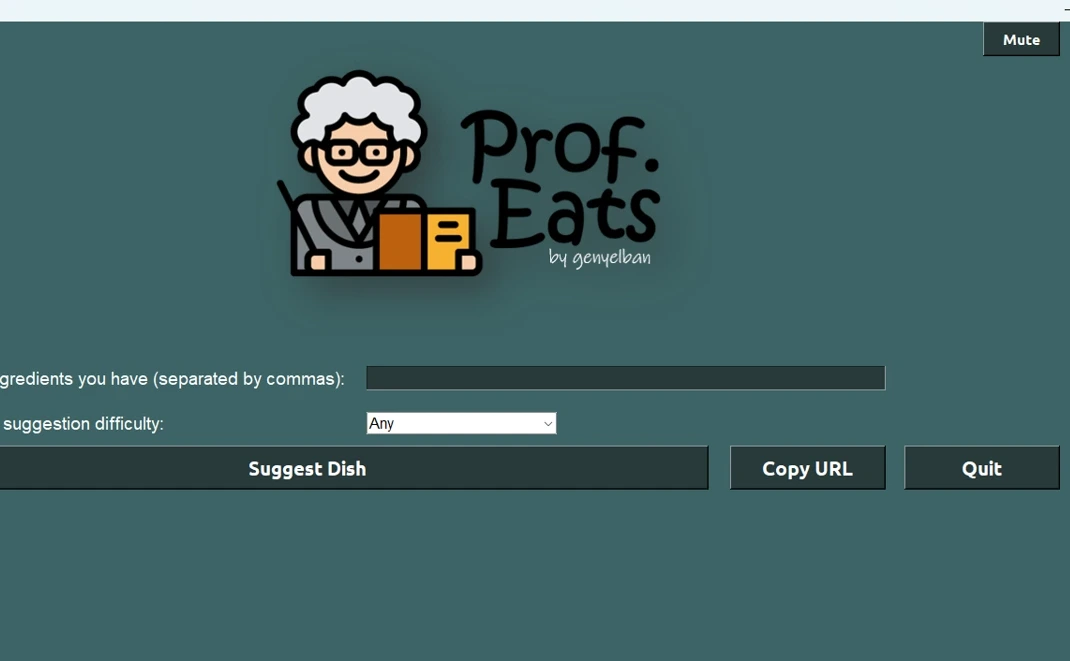 Mute
Prof.
Eats
by genyelban
gredients you have (separated by commas):
suggestion difficulty:
Any
Suggest Dish
Copy URL
Quit